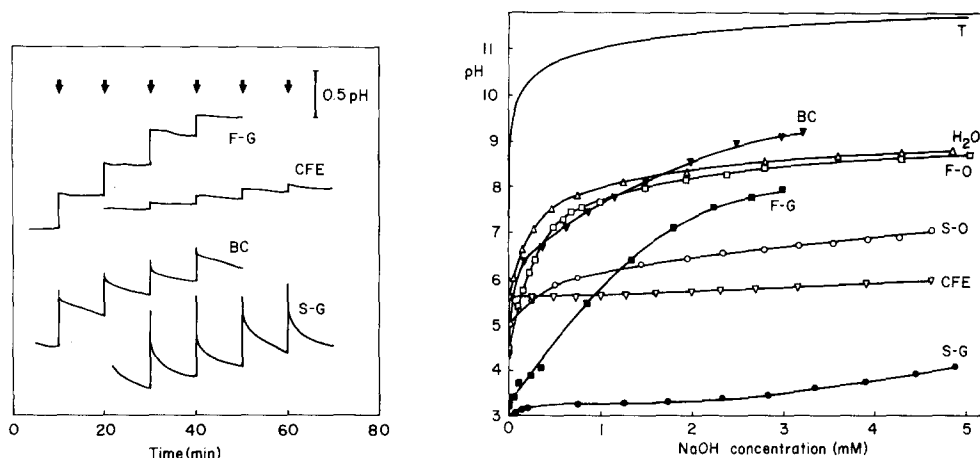 0.5 pH
F-G
CFE
BC
S-G
0 20 40 60 80
Time (min)
11
pH
10
9
8
7
6
5
4
3
T
BC
H2O
F-O
F-G
S-O
CFE
S-G
0 1 2 3 4 5
NaOH concentration (mM)